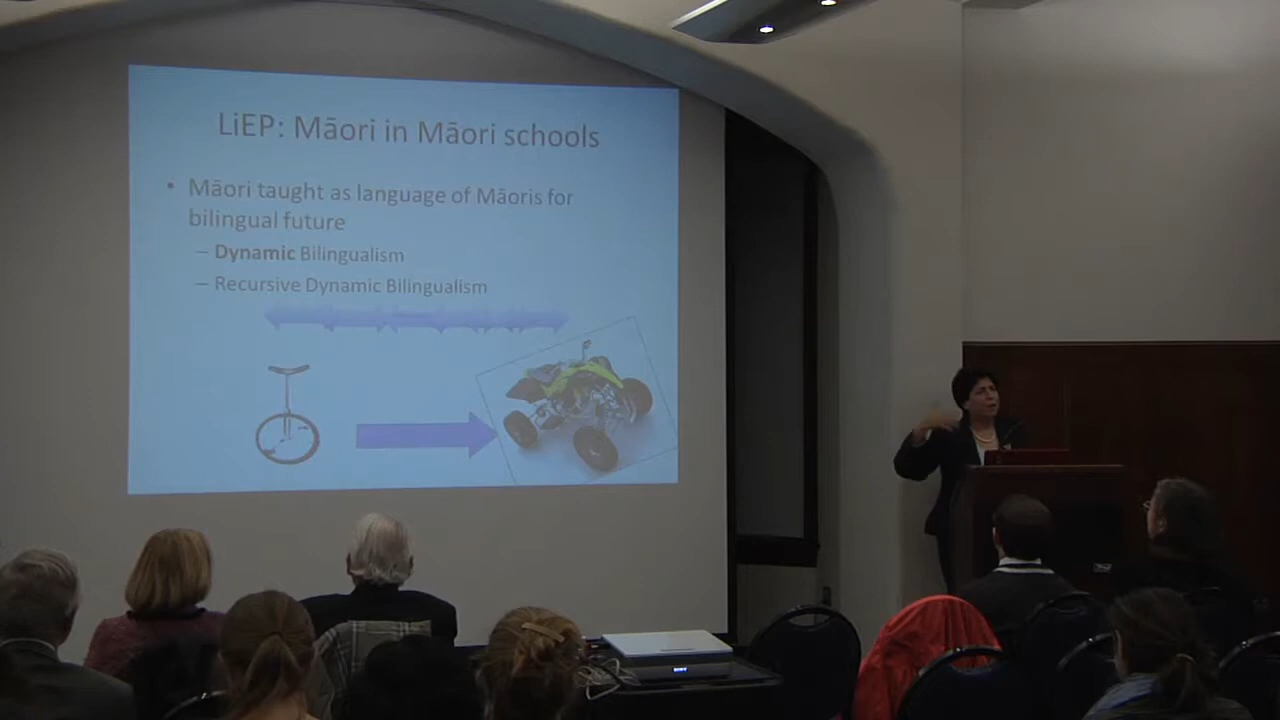 LiEP: Māori in Māori schools
• Māori taught as language of Māoris for
bilingual future
– Dynamic Bilingualism
– Recursive Dynamic Bilingualism